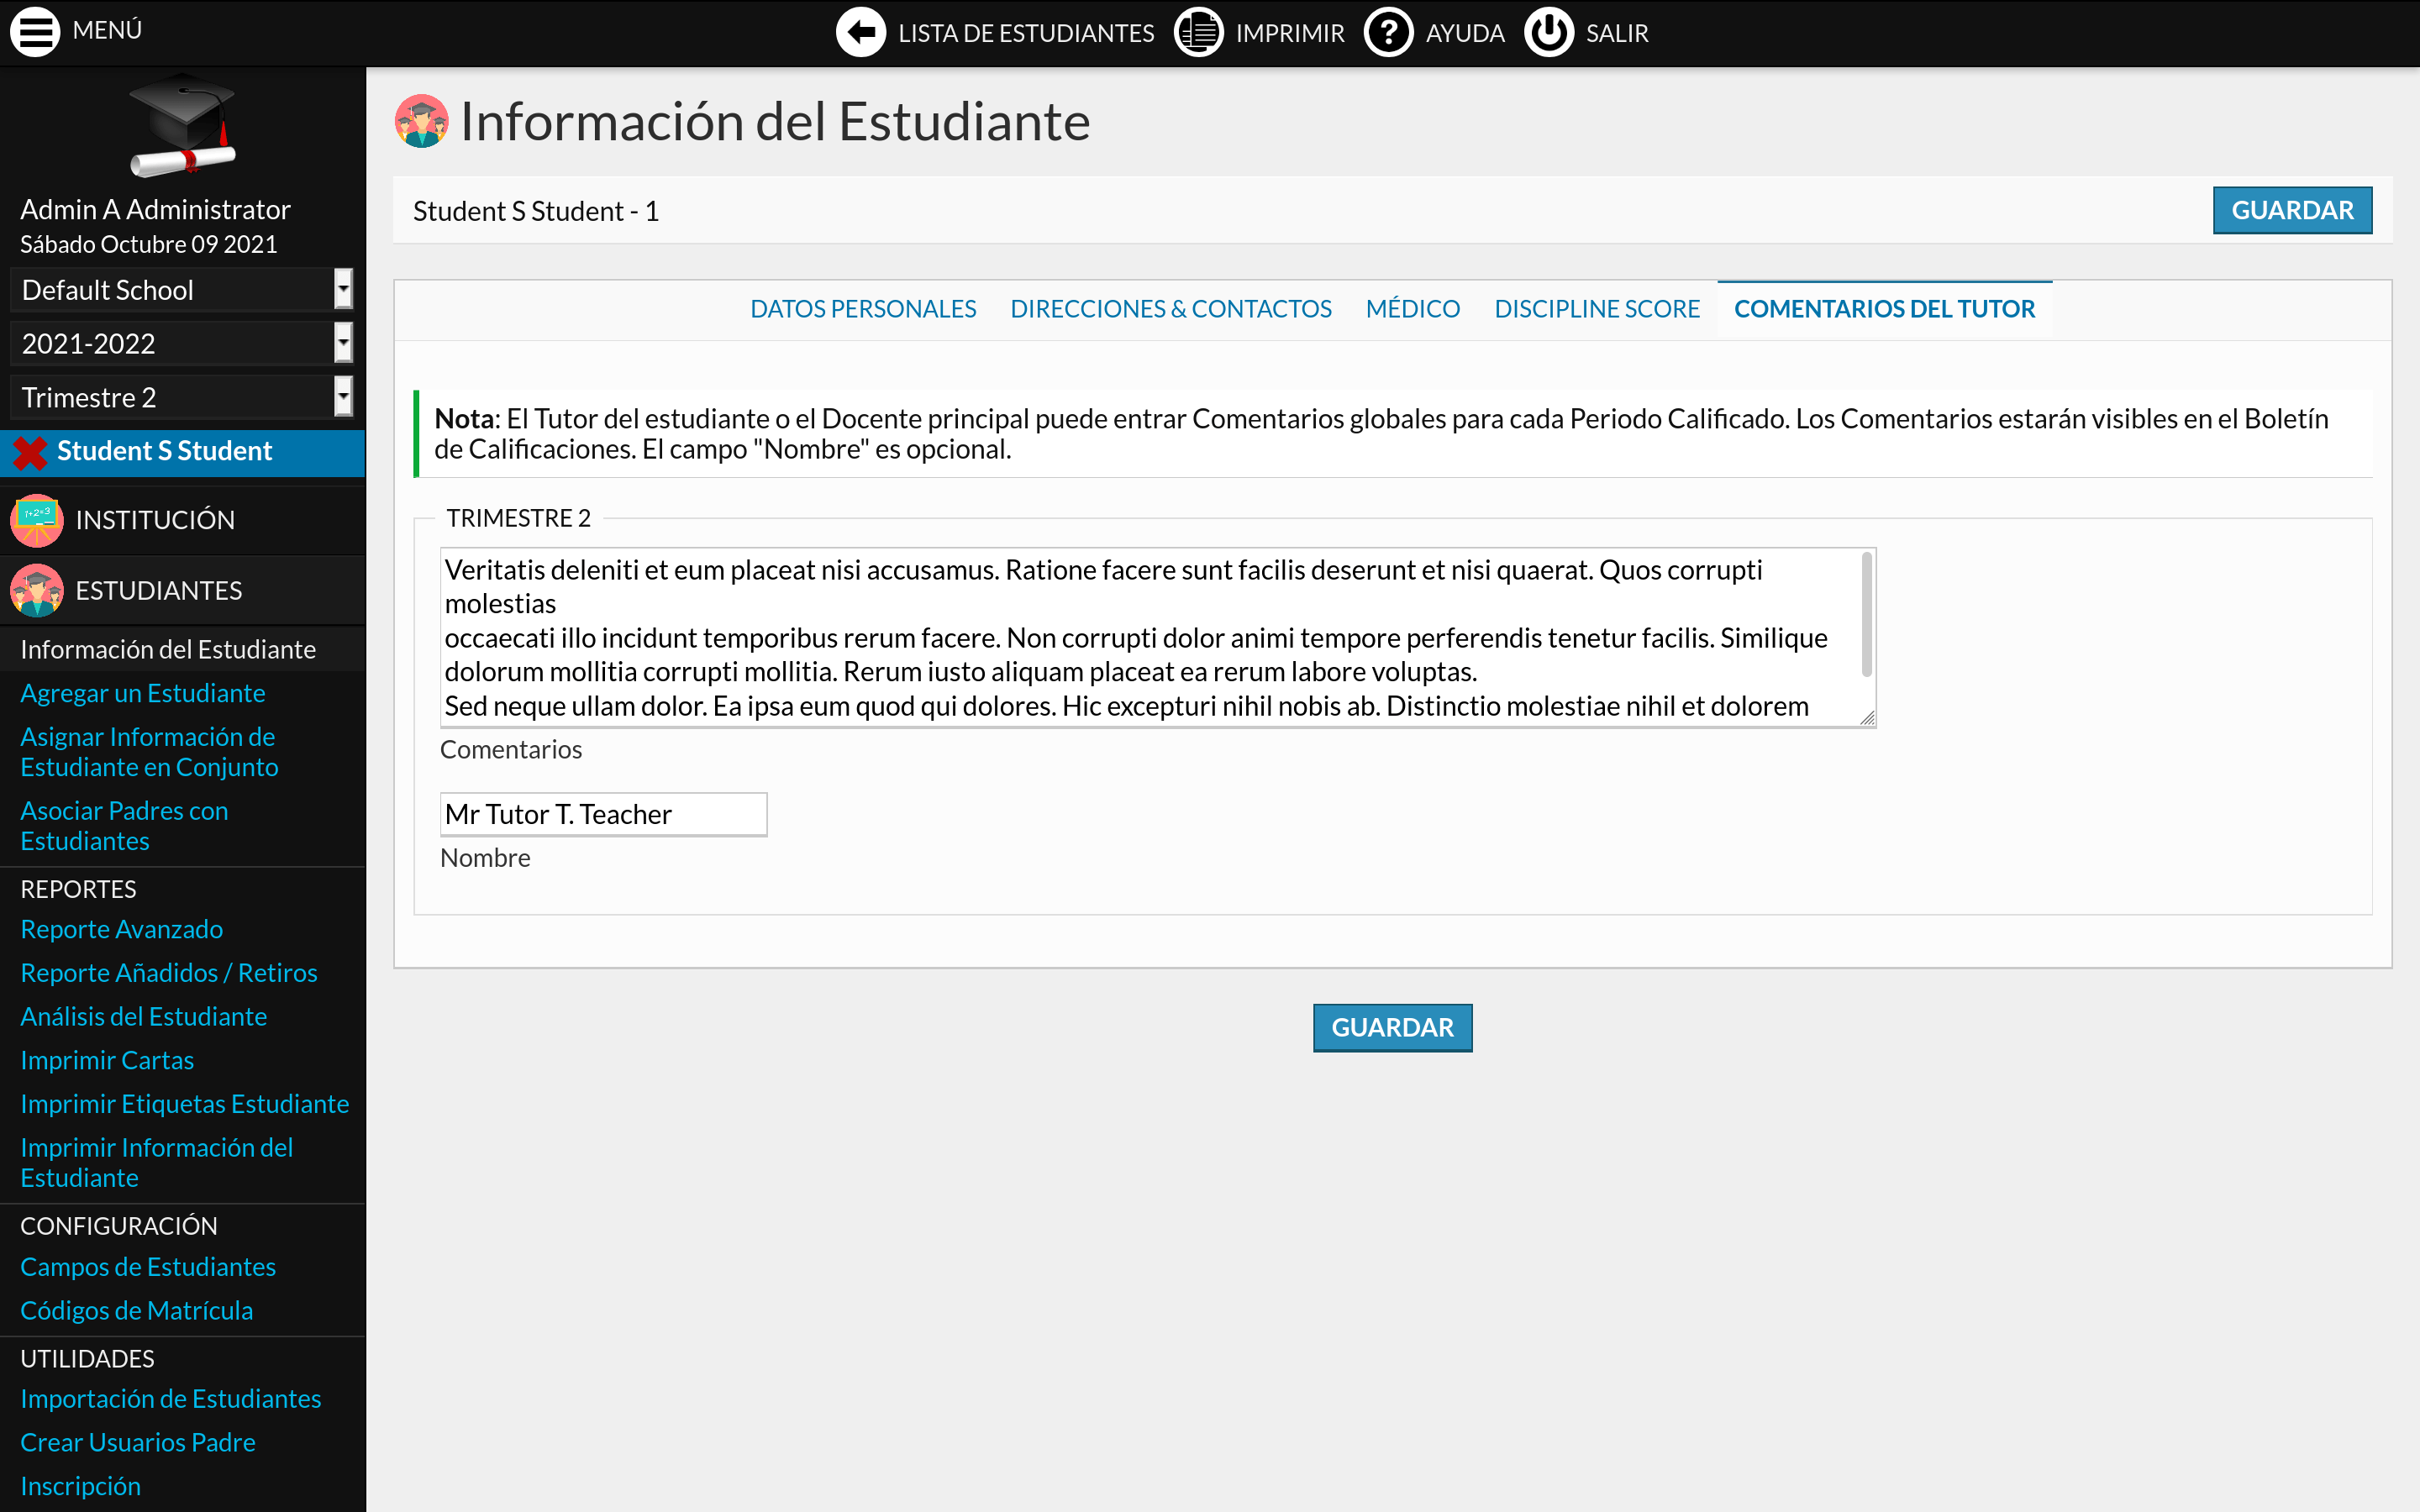 MENÚ
LISTA DE ESTUDIANTES
IMPRIMIR
AYUDA
SALIR
Admin A Administrator
Sábado Octubre 09 2021
Default School
2021-2022
Trimestre 2
Student S Student
INSTITUCIÓN
ESTUDIANTES
Información del Estudiante
Agregar un Estudiante
Asignar Información de
Estudiante en Conjunto
Asociar Padres con
Estudiantes
REPORTES
Reporte Avanzado
Reporte Añadidos / Retiros
Análisis del Estudiante
Imprimir Cartas
Imprimir Etiquetas Estudiante
Imprimir Información del
Estudiante
CONFIGURACIÓN
Campos de Estudiantes
Códigos de Matrícula
UTILIDADES
Importación de Estudiantes
Crear Usuarios Padre
Inscripción
Información del Estudiante
Student S Student - 1
GUARDAR
DATOS PERSONALES
DIRECCIONES & CONTACTOS
MÉDICO
DISCIPLINE SCORE
COMENTARIOS DEL TUTOR
Nota: El Tutor del estudiante o el Docente principal puede entrar Comentarios globales para cada Periodo Calificado. Los Comentarios estarán visibles en el Boletín
de Calificaciones. El campo "Nombre" es opcional.
TRIMESTRE 2
Veritatis deleniti et eum placeat nisi accusamus. Ratione facere sunt facilis deserunt et nisi quaerat. Quos corrupti
molestias
occaecati illo incidunt temporibus rerum facere. Non corrupti dolor animi tempore perferendis tenetur facilis. Similique
dolorum mollitia corrupti mollitia. Rerum iusto aliquam placeat ea rerum labore voluptas.
Sed neque ullam dolor. Ea ipsa eum quod qui dolores. Hic excepturi nihil nobis ab. Distinctio molestiae nihil et dolorem
Comentarios
Mr Tutor T. Teacher
Nombre
GUARDAR